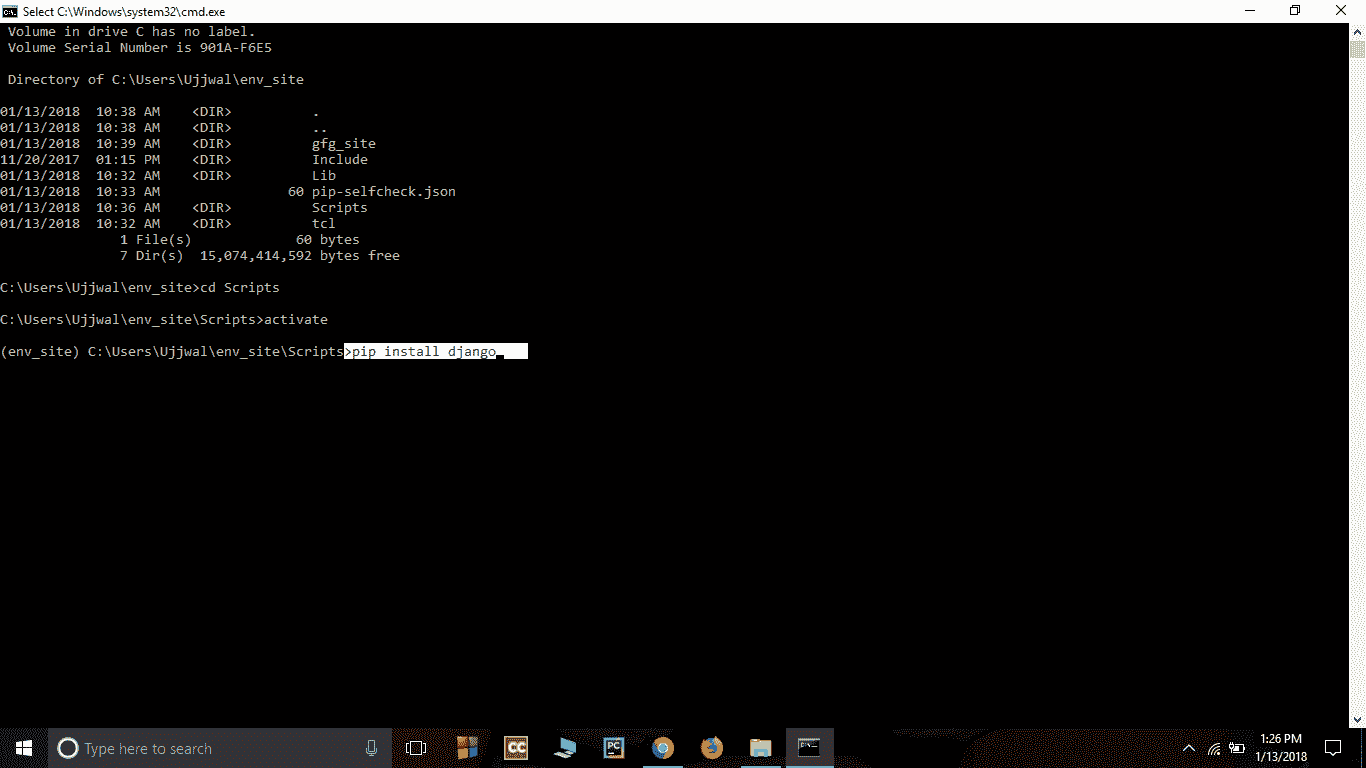 Select C:\Windows\system32\cmd.exe
Volume in drive C has no label.
Volume Serial Number is 901A-F6E5
Directory of C:\Users\Ujjwal\env_site
01/13/2018  10:38 AM    <DIR>          .
01/13/2018  10:38 AM    <DIR>          ..
01/13/2018  10:39 AM    <DIR>          gfg_site
11/20/2017  01:15 PM    <DIR>          Include
01/13/2018  10:32 AM    <DIR>          Lib
01/13/2018  10:33 AM                60 pip-selfcheck.json
01/13/2018  10:36 AM    <DIR>          Scripts
01/13/2018  10:32 AM    <DIR>          tcl
1 File(s)             60 bytes
7 Dir(s)  15,074,414,592 bytes free
C:\Users\Ujjwal\env_site>cd Scripts
C:\Users\Ujjwal\env_site\Scripts>activate
(env_site) C:\Users\Ujjwal\env_site\Scripts>pip install django
Type here to search
CC
PC
1:26 PM
1/13/2018